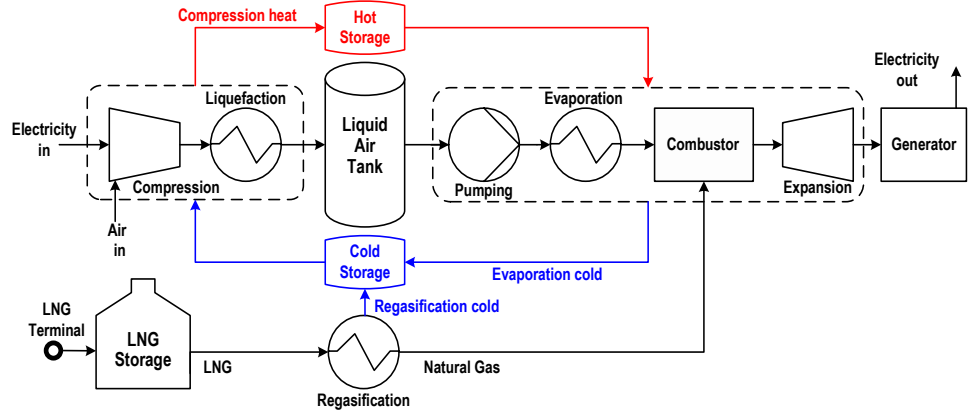 Compression heat
Hot
Storage
Electricity
out
Liquefaction
Evaporation
Electricity
in
Liquid
Air
Tank
Combustor
Generator
Compression
Pumping
Expansion
Air
in
Cold
Storage
Evaporation cold
LNG
Terminal
Regasification cold
LNG
Storage
LNG
Natural Gas
Regasification